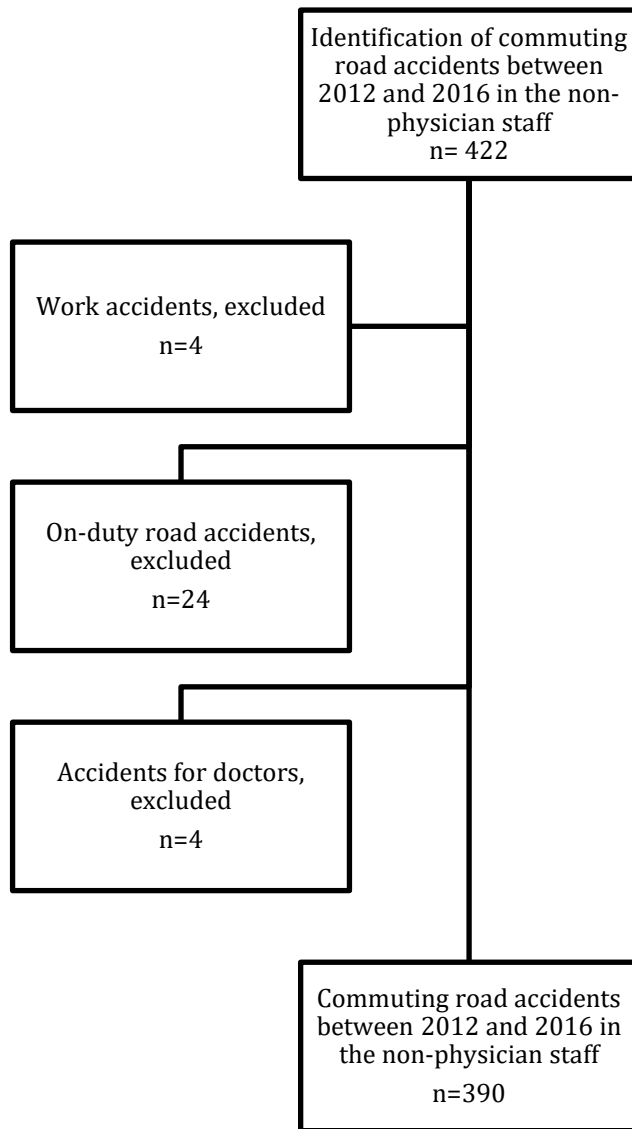 Identification of commuting
road accidents between
2012 and 2016 in the non-
physician staff
n= 422
Work accidents, excluded
n=4
On-duty road accidents,
excluded
n=24
Accidents for doctors,
excluded
n=4
Commuting road accidents
between 2012 and 2016 in
the non-physician staff
n=390